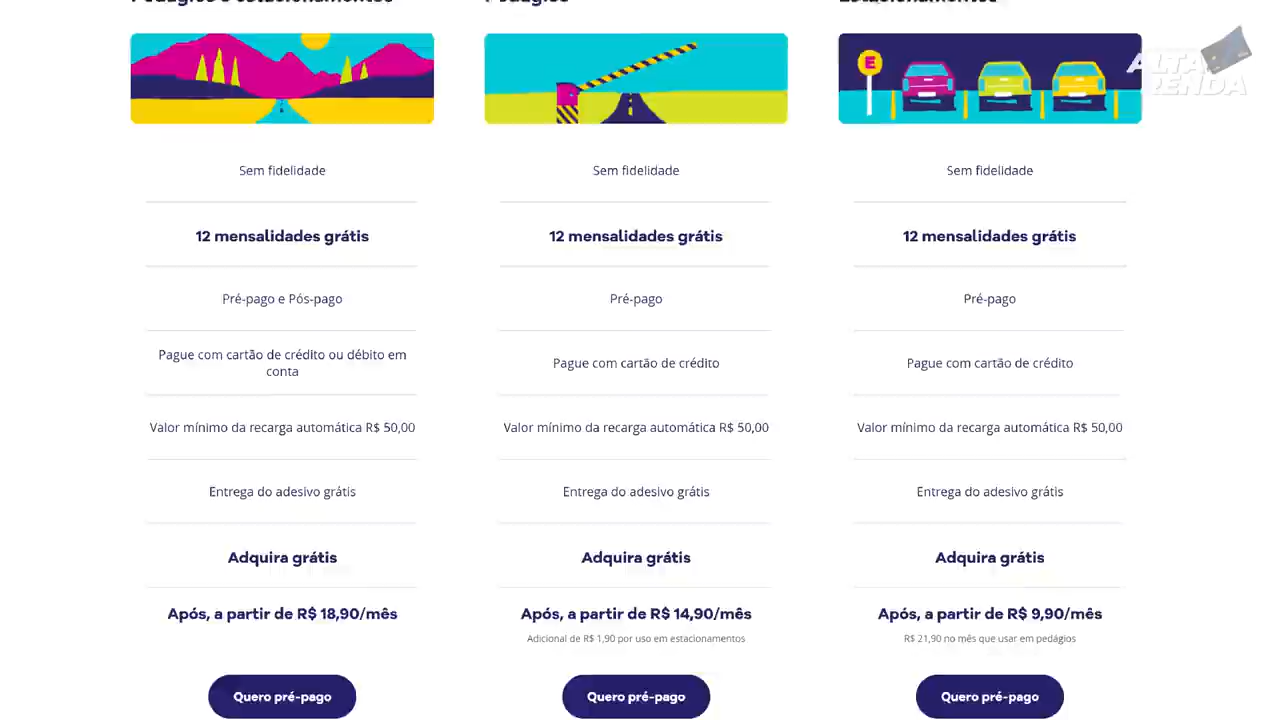 Pedágios e estacionamentos
Pedágios
Estacionamentos
E
ALTA
RENDA
Sem fidelidade
Sem fidelidade
Sem fidelidade
12 mensalidades grátis
12 mensalidades grátis
12 mensalidades grátis
Pré-pago e Pós-pago
Pré-pago
Pré-pago
Pague com cartão de crédito ou débito em
conta
Pague com cartão de crédito
Pague com cartão de crédito
Valor mínimo da recarga automática R$ 50,00
Valor mínimo da recarga automática R$ 50,00
Valor mínimo da recarga automática R$ 50,00
Entrega do adesivo grátis
Entrega do adesivo grátis
Entrega do adesivo grátis
Adquira grátis
Adquira grátis
Adquira grátis
Após, a partir de R$ 18,90/mês
Após, a partir de R$ 14,90/mês
Após, a partir de R$ 9,90/mês
Adicional de R$ 1,90 por uso em estacionamentos
R$ 21,90 no mês que usar em pedágios
Quero pré-pago
Quero pré-pago
Quero pré-pago